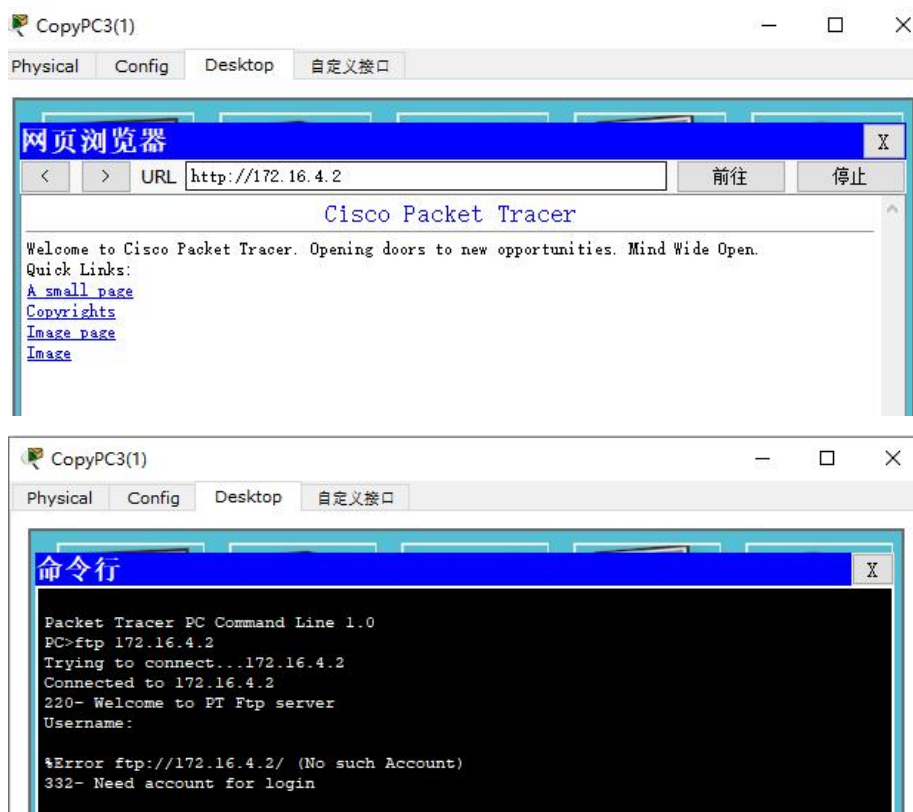 CopyPC3(1)
Physical Config Desktop 自定义接口
网页浏览器 X
< > URL http://172.16.4.2 前往 停止
Cisco Packet Tracer
Welcome to Cisco Packet Tracer. Opening doors to new opportunities. Mind Wide Open.
Quick Links:
A small page
Copyrights
Image page
Image
CopyPC3(1)
Physical Config Desktop 自定义接口
命令行 X
Packet Tracer PC Command Line 1.0
PC>ftp 172.16.4.2
Trying to connect...172.16.4.2
Connected to 172.16.4.2
220- Welcome to PT Ftp server
Username:
%Error ftp://172.16.4.2/ (No such Account)
332- Need account for login